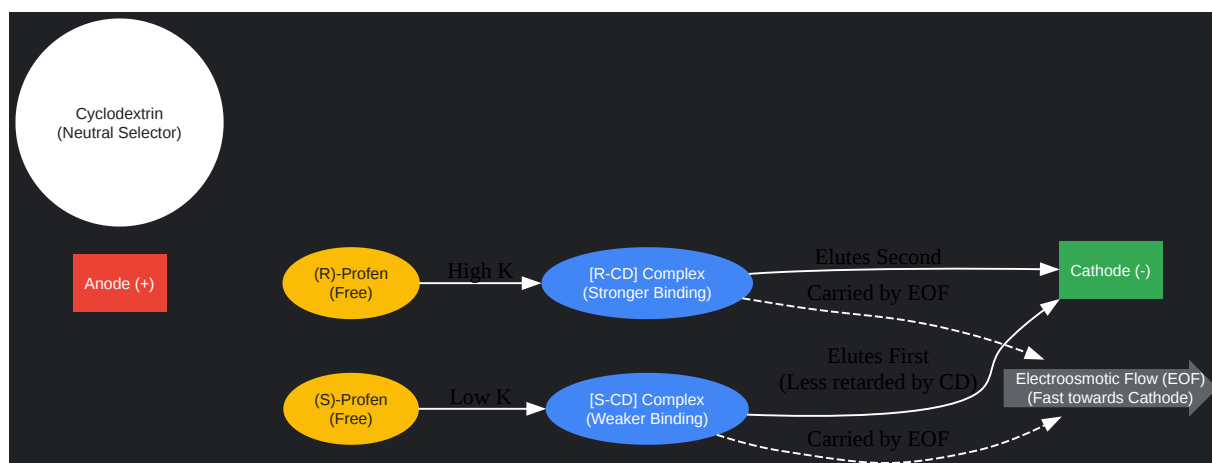 Cyclodextrin
(Neutral Selector)
Anode (+)
(R)-Profen
(Free)
High K
[R-CD] Complex
(Stronger Binding)
Elutes Second
Carried by EOF
Cathode (-)
(S)-Profen
(Free)
Low K
[S-CD] Complex
(Weaker Binding)
Elutes First
(Less retarded by CD)
Carried by EOF
Electroosmotic Flow (EOF)
(Fast towards Cathode)